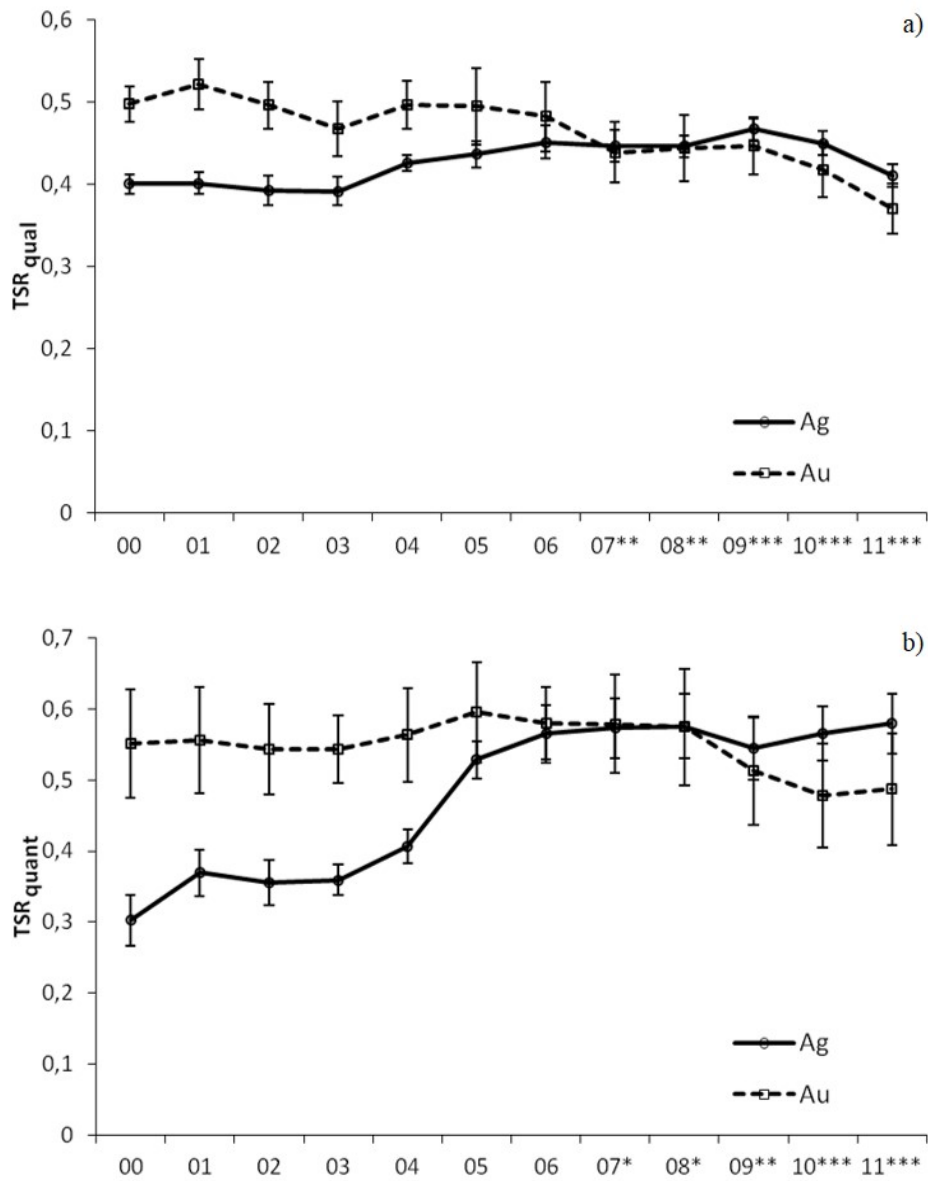 a)
0,6
0,5
0,4
0,3
0,2
0,1
0
TSR qual
Ag
Au
00 01 02 03 04 05 06 07** 08** 09*** 10*** 11***
b)
0,7
0,6
0,5
0,4
0,3
0,2
0,1
0
TSR quant
Ag
Au
00 01 02 03 04 05 06 07* 08* 09** 10*** 11***